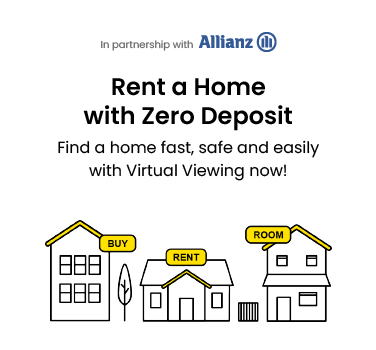 In partnership with Allianz
Rent a Home
with Zero Deposit
Find a home fast, safe and easily
with Virtual Viewing now!
BUY
RENT
ROOM